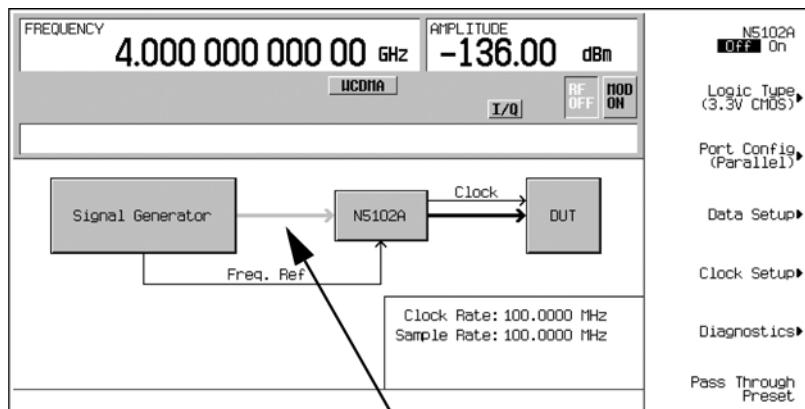 FREQUENCY
4.000 000 000 00 GHz
AMPLITUDE
-136.00 dBm
WCDMA
I/Q
RF
OFF
MOD
ON
Signal Generator
N5102A
Clock
DUT
Freq. Ref
Clock Rate: 100.0000 MHz
Sample Rate: 100.0000 MHz
N5102A
Off On
Logic Type
(3.3V CMOS)
Port Config
(Parallel)
Data Setup
Clock Setup
Diagnostics
Pass Through
Preset